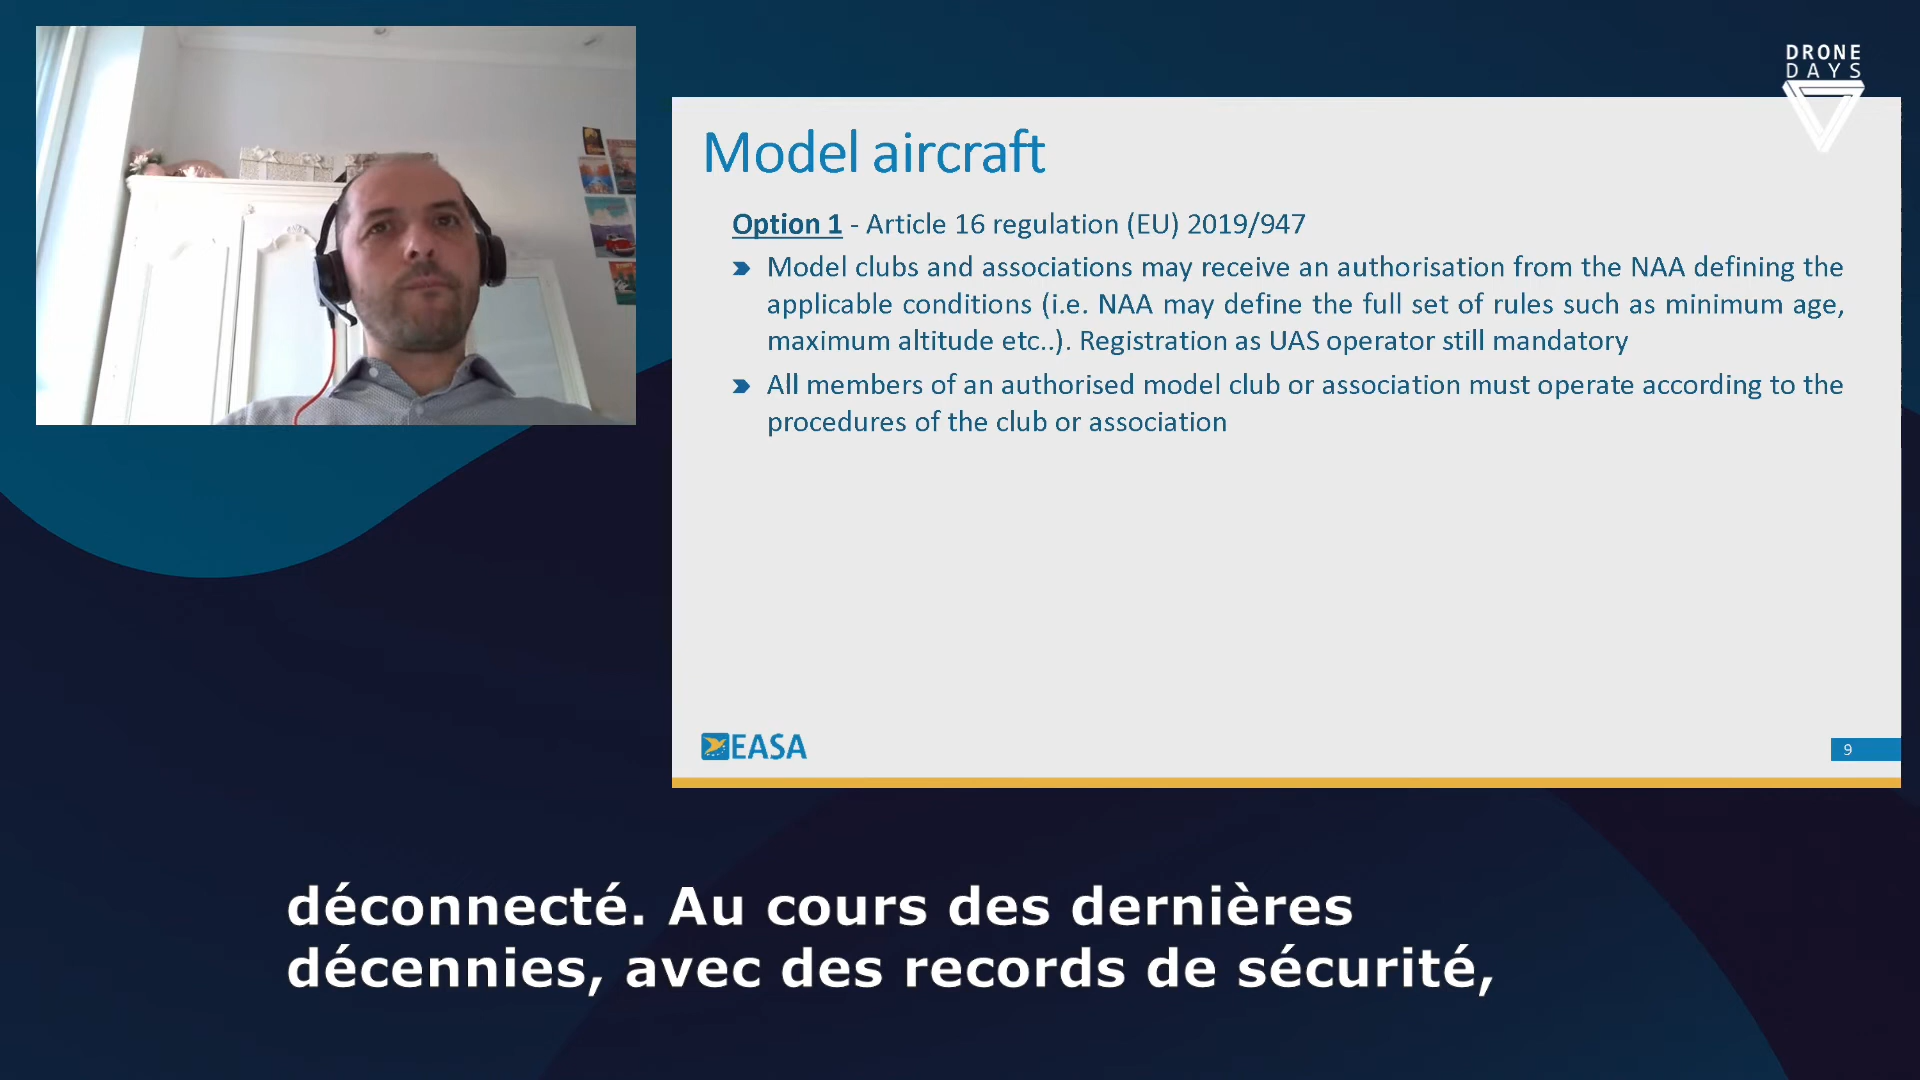 DRONE
DAYS
Model aircraft
Option 1 - Article 16 regulation (EU) 2019/947
Model clubs and associations may receive an authorisation from the NAA defining the
applicable conditions (i.e. NAA may define the full set of rules such as minimum age,
maximum altitude etc..). Registration as UAS operator still mandatory
All members of an authorised model club or association must operate according to the
procedures of the club or association
EASA
9
déconnecté. Au cours des dernières
décennies, avec des records de sécurité,